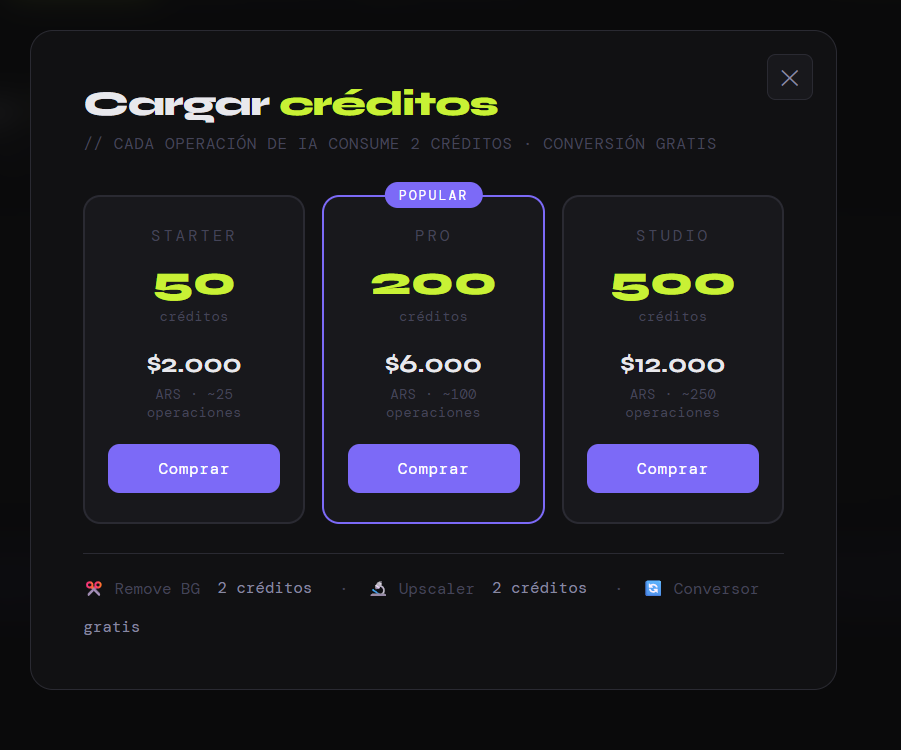 Cargar créditos
// CADA OPERACIÓN DE IA CONSUME 2 CRÉDITOS · CONVERSIÓN GRATIS
STARTER
50
créditos
$2.000
ARS · ~25
operaciones
Comprar
POPULAR
PRO
200
créditos
$6.000
ARS · ~100
operaciones
Comprar
STUDIO
500
créditos
$12.000
ARS · ~250
operaciones
Comprar
Remove BG 2 créditos · Upscaler 2 créditos · Conversor
gratis